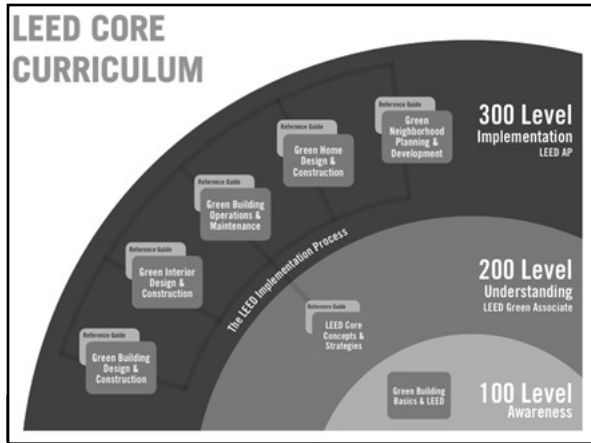 LEED CORE
CURRICULUM
300 Level
Implementation
LEED AP
Reference Guide
Green
Neighborhood
Planning &
Development
Reference Guide
Green Home
Design &
Construction
Reference Guide
Green Building
Operations &
Maintenance
Reference Guide
Green Interior
Design &
Construction
Reference Guide
Green Building
Design &
Construction
The LEED Implementation Process
200 Level
Understanding
LEED Green Associate
Reference Guide
LEED Core
Concepts &
Strategies
100 Level
Awareness
Green Building
Basics & LEED